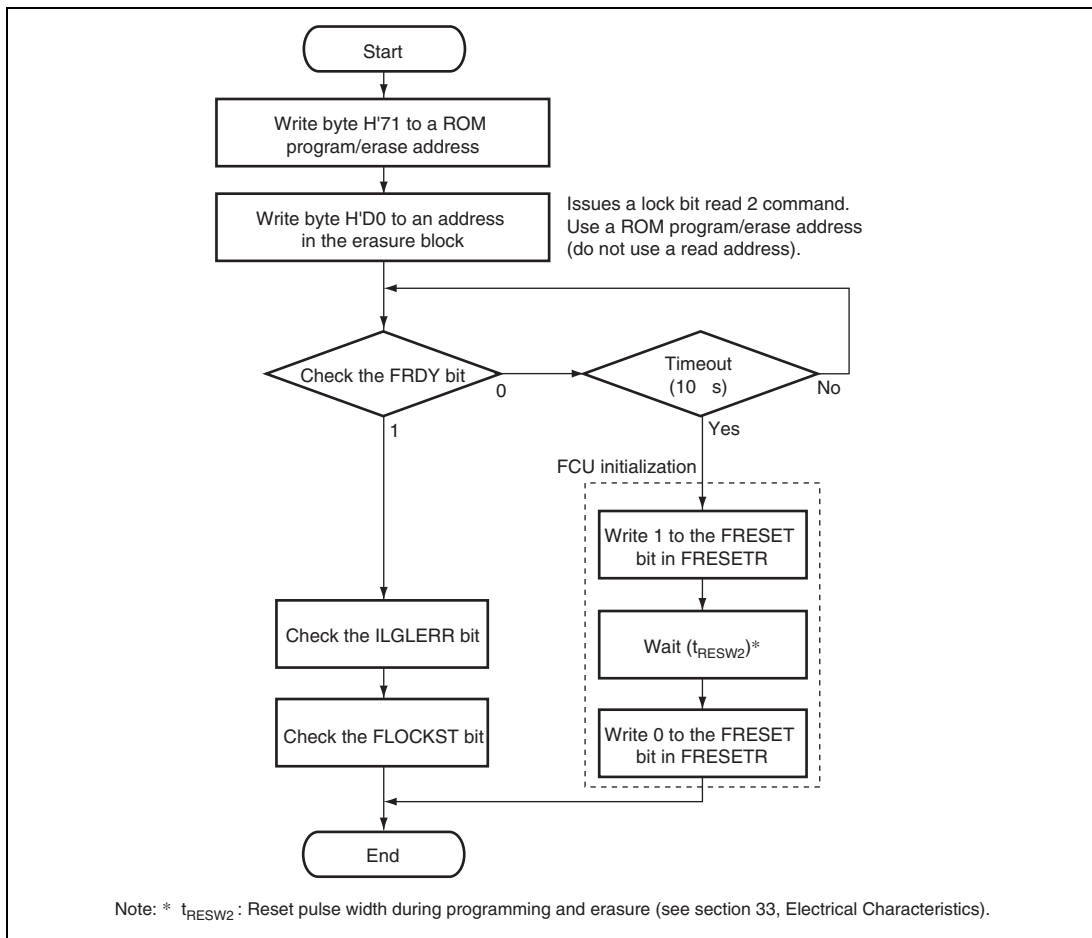 Start
Write byte H'71 to a ROM
program/erase address
Write byte H'D0 to an address
in the erasure block
Issues a lock bit read 2 command.
Use a ROM program/erase address
(do not use a read address).
Check the FRDY bit
0
Timeout
(10 s)
No
1
Yes
FCU initialization
Write 1 to the FRESET
bit in FRESETR
Wait (tRESW2)*
Write 0 to the FRESET
bit in FRESETR
Check the ILGLERR bit
Check the FLOCKST bit
End
Note: * tRESW2 : Reset pulse width during programming and erasure (see section 33, Electrical Characteristics).